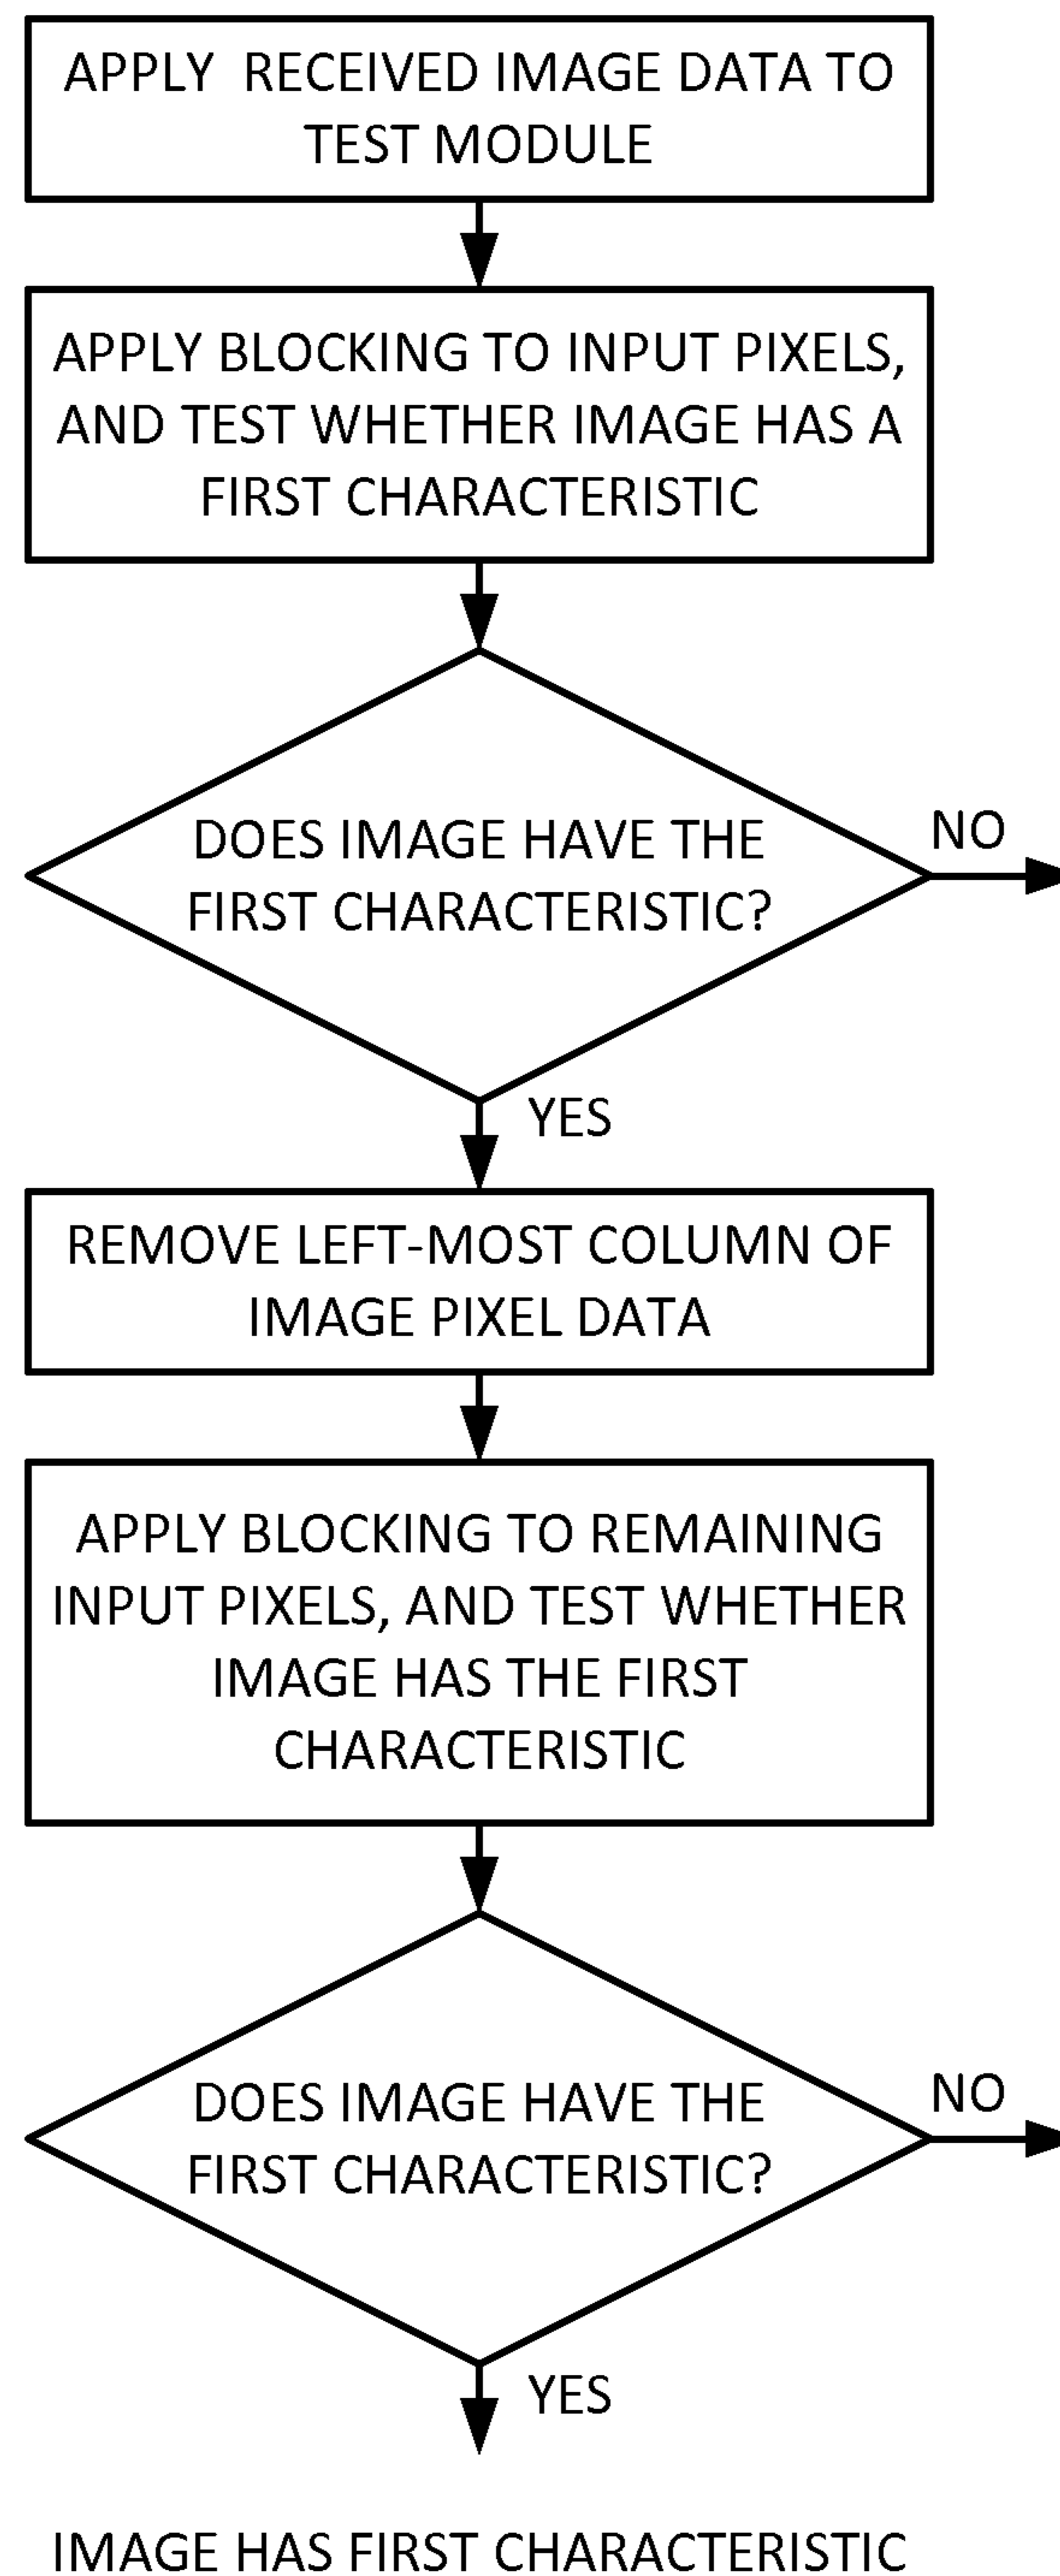 APPLY RECEIVED IMAGE DATA TO
TEST MODULE
APPLY BLOCKING TO INPUT PIXELS,
AND TEST WHETHER IMAGE HAS A
FIRST CHARACTERISTIC
DOES IMAGE HAVE THE
FIRST CHARACTERISTIC?
NO
YES
REMOVE LEFT-MOST COLUMN OF
IMAGE PIXEL DATA
APPLY BLOCKING TO REMAINING
INPUT PIXELS, AND TEST WHETHER
IMAGE HAS THE FIRST
CHARACTERISTIC
DOES IMAGE HAVE THE
FIRST CHARACTERISTIC?
NO
YES
IMAGE HAS FIRST CHARACTERISTIC